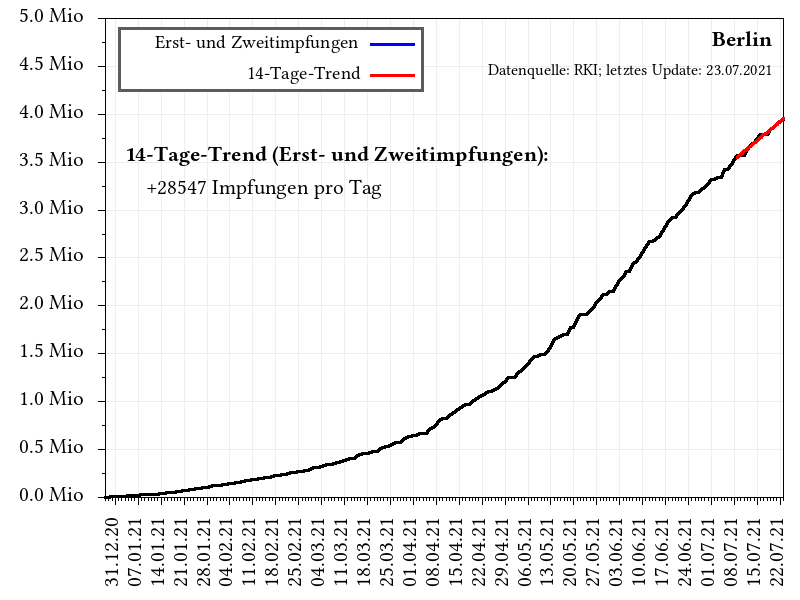 5.0 Mio
4.5 Mio
4.0 Mio
3.5 Mio
3.0 Mio
2.5 Mio
2.0 Mio
1.5 Mio
1.0 Mio
0.5 Mio
0.0 Mio
Erst- und Zweitimpfungen
14-Tage-Trend
Berlin
Datenquelle: RKI; letztes Update: 23.07.2021
14-Tage-Trend (Erst- und Zweitimpfungen):
+28547 Impfungen pro Tag
31.12.20
07.01.21
14.01.21
21.01.21
28.01.21
04.02.21
11.02.21
18.02.21
25.02.21
04.03.21
11.03.21
18.03.21
25.03.21
01.04.21
08.04.21
15.04.21
22.04.21
29.04.21
06.05.21
13.05.21
20.05.21
27.05.21
03.06.21
10.06.21
17.06.21
24.06.21
01.07.21
08.07.21
15.07.21
22.07.21